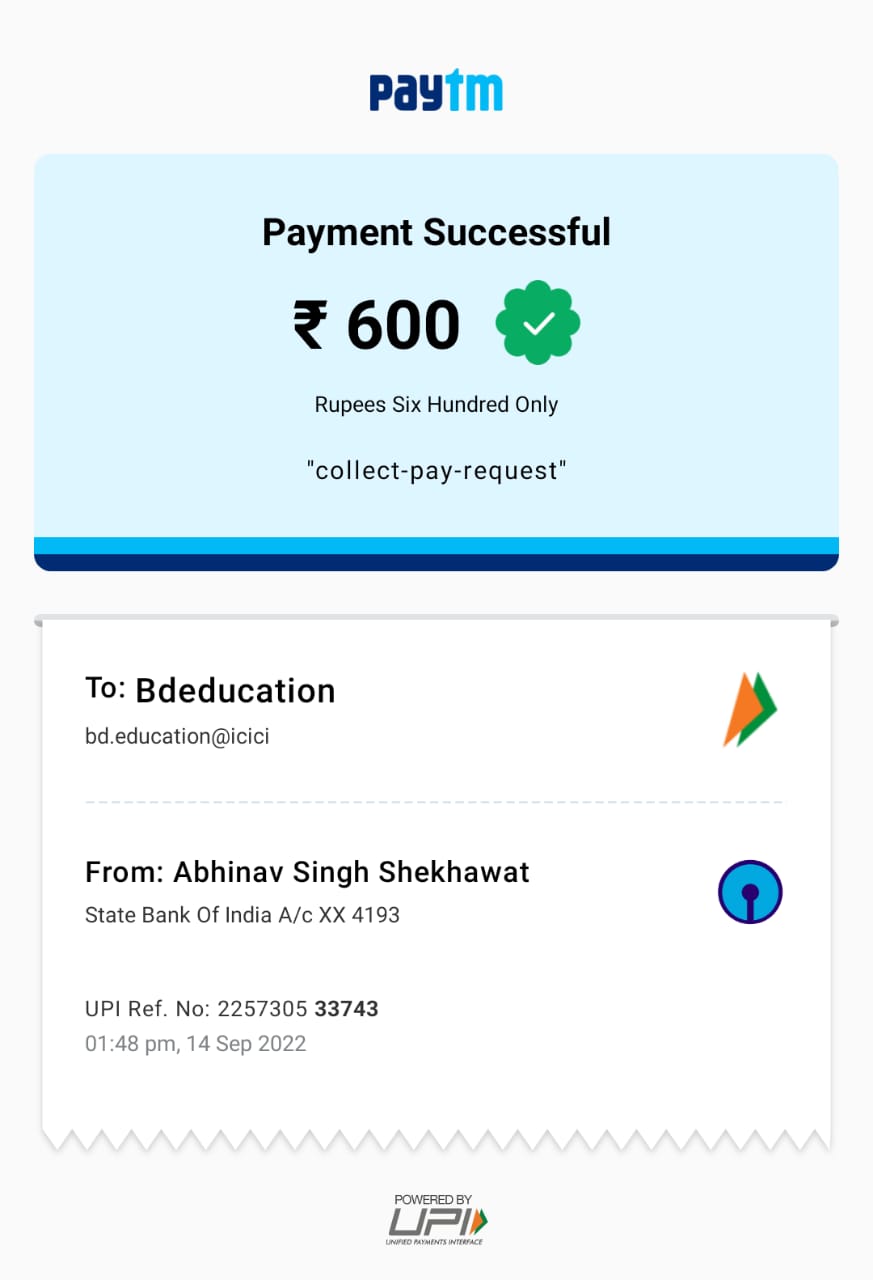 paytm
Payment Successful
₹ 600
Rupees Six Hundred Only
"collect-pay-request"
To: Bdeducation
bd.education@icici
From: Abhinav Singh Shekhawat
State Bank Of India A/c XX 4193
UPI Ref. No: 2257305 33743
01:48 pm, 14 Sep 2022
POWERED BY
UPI
UNIFIED PAYMENTS INTERFACE